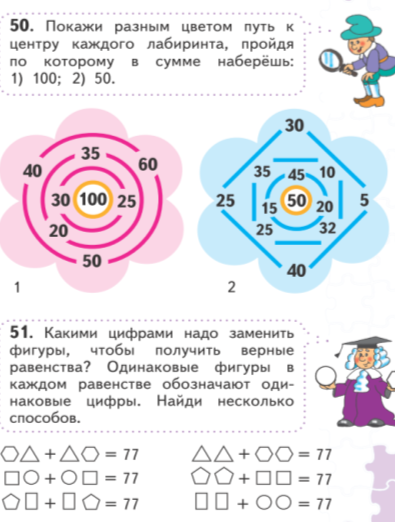 50. Покажи разным цветом путь к
центру каждого лабиринта, пройдя
по которому в сумме наберёшь:
1) 100; 2) 50.
40 35 60
30 100 25
20
50
1
30
35 45 10
25 15 50 20 5
25 32
40
2
51. Какими цифрами надо заменить
фигуры, чтобы получить верные
равенства? Одинаковые фигуры в
каждом равенстве обозначают оди-
наковые цифры. Найди несколько
способов.
⬡△ + △⬡ = 77 △△ + ⬡⬡ = 77
□○ + ○□ = 77 ⬠⬠ + □□ = 77
⬠▯ + ▯⬠ = 77 ▯▯ + ○○ = 77